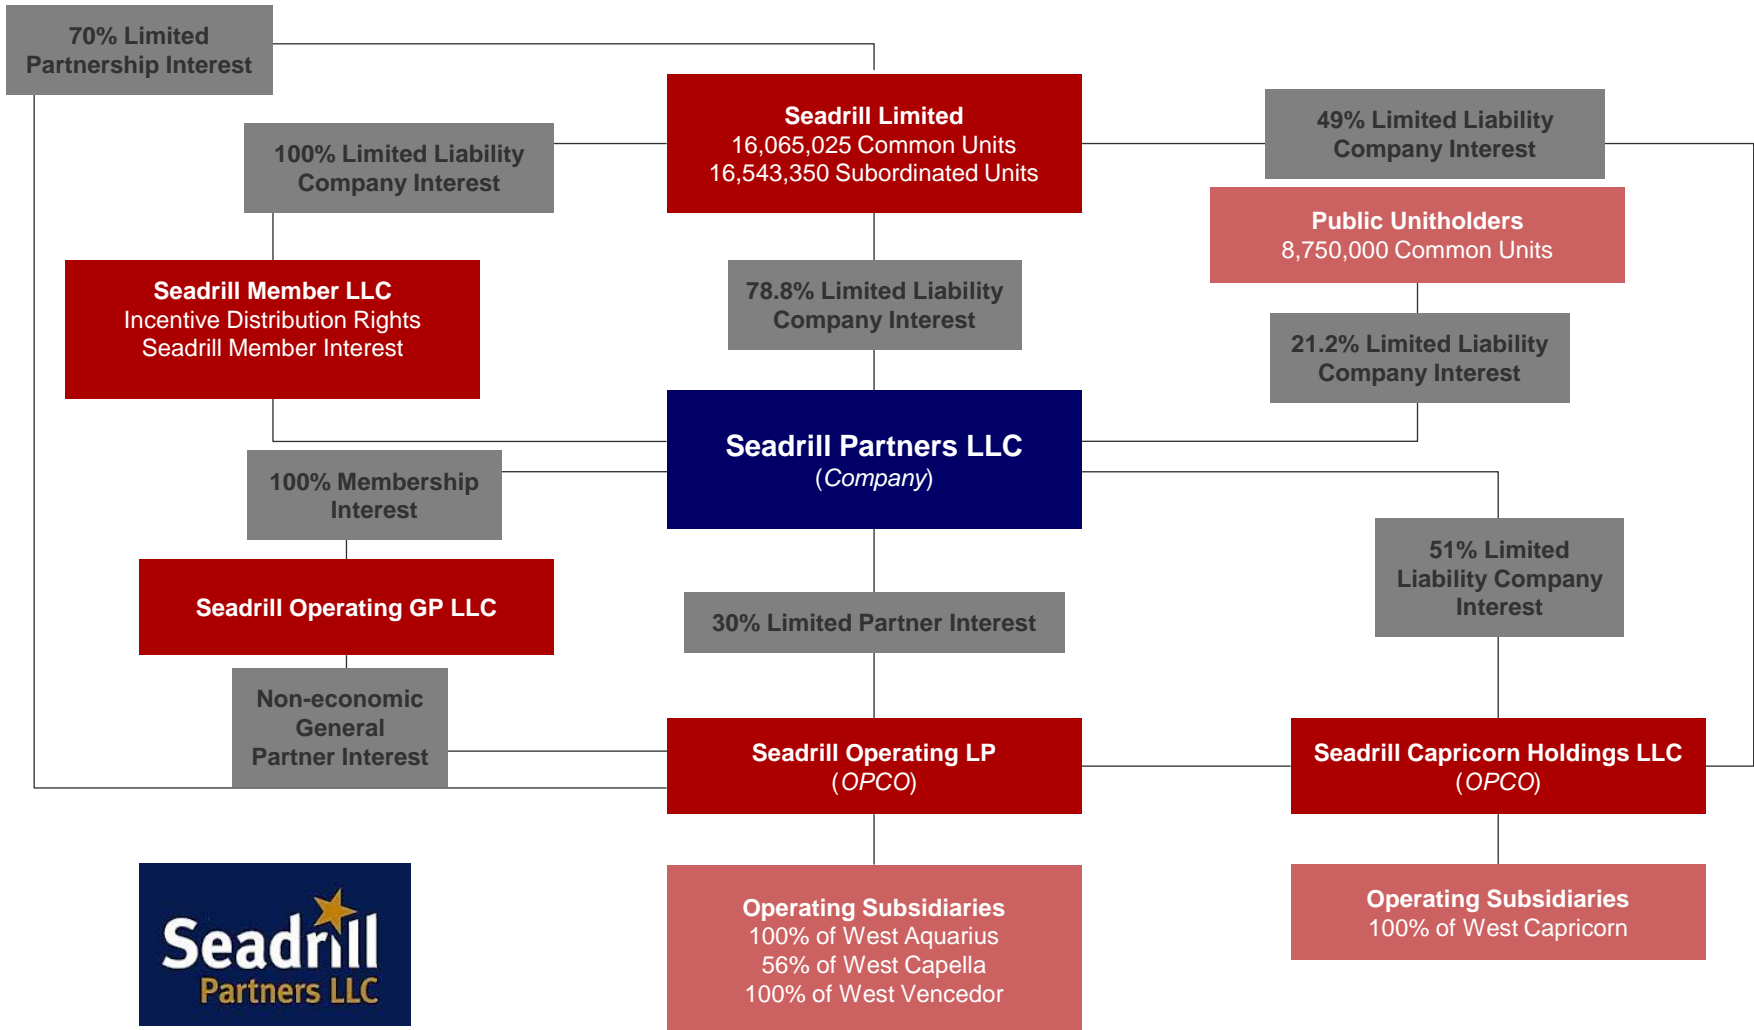 70% Limited
Partnership Interest
Seadrill Limited
16,065,025 Common Units
16,543,350 Subordinated Units
49% Limited Liability
Company Interest
100% Limited Liability
Company Interest
Public Unitholders
8,750,000 Common Units
Seadrill Member LLC
Incentive Distribution Rights
Seadrill Member Interest
78.8% Limited Liability
Company Interest
21.2% Limited Liability
Company Interest
Seadrill Partners LLC
(Company)
100% Membership
Interest
51% Limited
Liability Company
Interest
Seadrill Operating GP LLC
30% Limited Partner Interest
Non-economic
General
Partner Interest
Seadrill Operating LP
(OPCO)
Seadrill Capricorn Holdings LLC
(OPCO)
Operating Subsidiaries
100% of West Aquarius
56% of West Capella
100% of West Vencedor
Operating Subsidiaries
100% of West Capricorn
Seadrill
Partners LLC